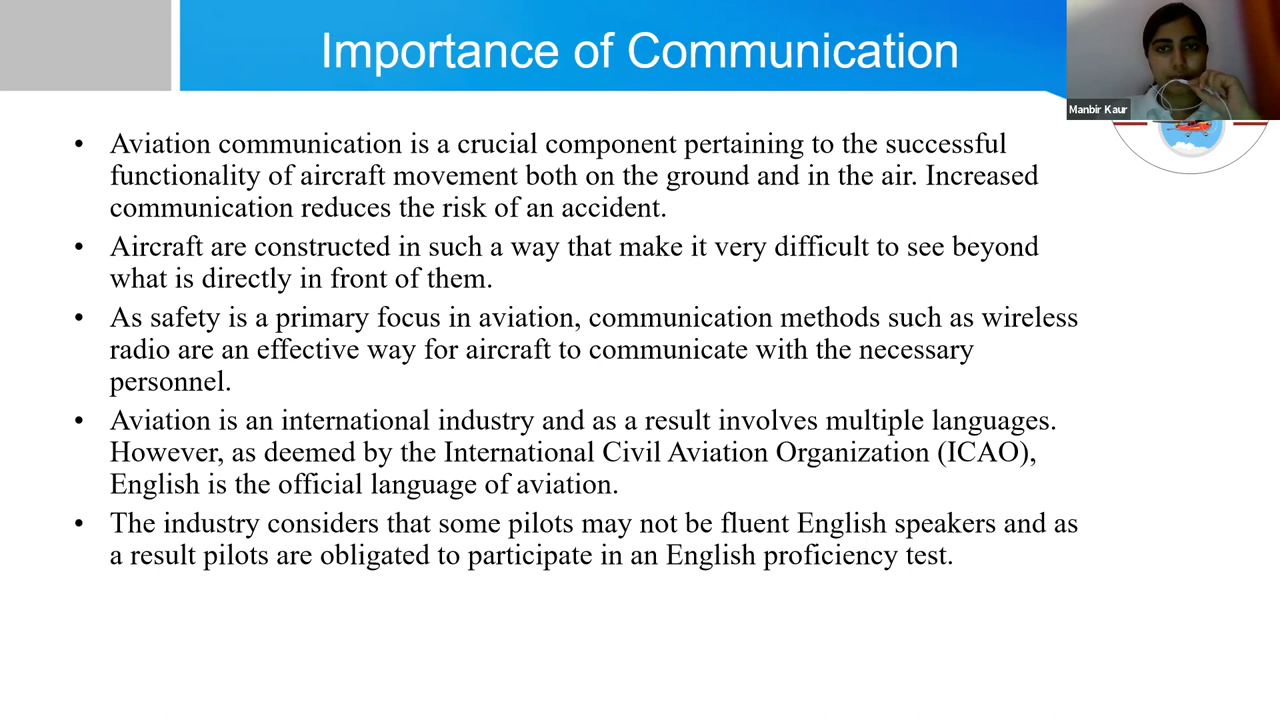 Importance of Communication
Manbir Kaur
• Aviation communication is a crucial component pertaining to the successful
functionality of aircraft movement both on the ground and in the air. Increased
communication reduces the risk of an accident.
• Aircraft are constructed in such a way that make it very difficult to see beyond
what is directly in front of them.
• As safety is a primary focus in aviation, communication methods such as wireless
radio are an effective way for aircraft to communicate with the necessary
personnel.
• Aviation is an international industry and as a result involves multiple languages.
However, as deemed by the International Civil Aviation Organization (ICAO),
English is the official language of aviation.
• The industry considers that some pilots may not be fluent English speakers and as
a result pilots are obligated to participate in an English proficiency test.